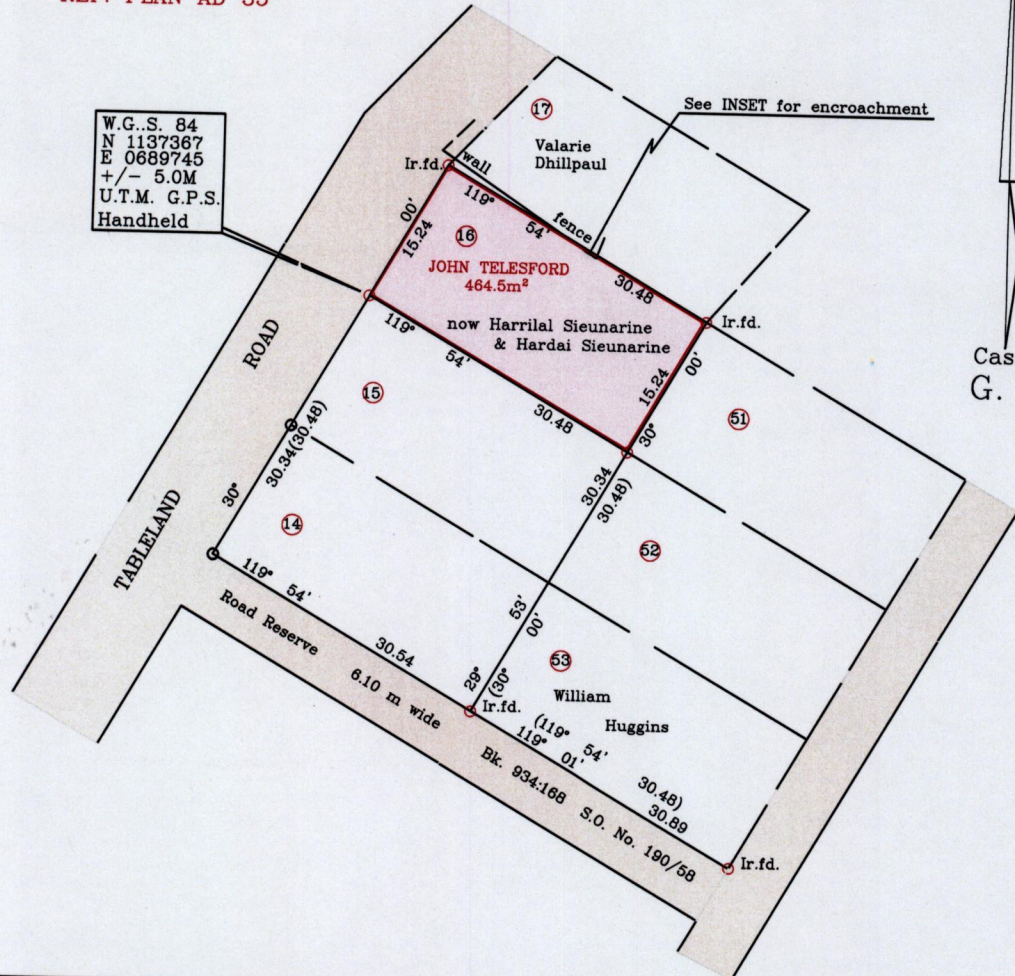 REF: PLAN AD 35
W.G..S. 84
N 1137367
E 0689745
+/- 5.0M
U.T.M. G.P.S.
Handheld
17
Valarie
Dhillpaul
See INSET for encroachment
Ir.fd.
wall
fence
119° 54' 30.48
00'
15.24
16
JOHN TELESFORD
464.5m²
now Harrilal Sieunarine
& Hardai Sieunarine
Ir.fd.
15.24
30° 00'
119° 54' 30.48
Cas
G.
ROAD
TABLELAND
15
51
30° 30.34(30.48)
14
52
30.34
30.48)
29° 53'
(30° 00'
119° 54' 30.54
Road Reserve 6.10 m wide Bk. 934:168 S.O. No. 190/58
53
William
Huggins
Ir.fd.
(119° 54' 30.48)
119° 01' 30.89
Ir.fd.